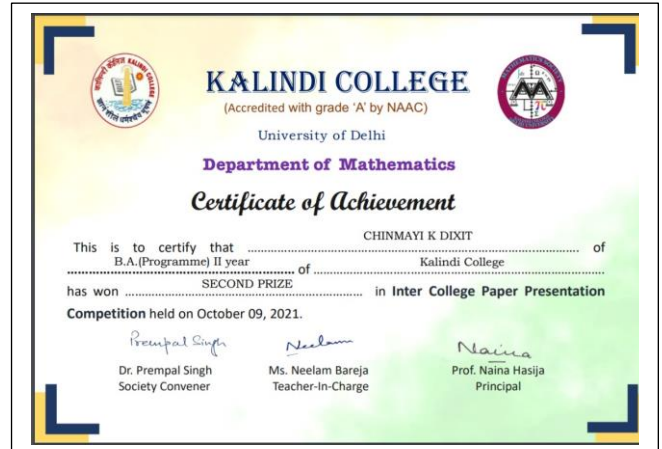 KALINDI COLLEGE
(Accredited with grade 'A' by NAAC)
University of Delhi
Department of Mathematics
Certificate of Achievement
This is to certify that CHINMAYI K DIXIT of
B.A.(Programme) II year of Kalindi College
has won SECOND PRIZE in Inter College Paper Presentation
Competition held on October 09, 2021.
Prempal Singh Neelam Naina
Dr. Prempal Singh Ms. Neelam Bareja Prof. Naina Hasija
Society Convener Teacher-In-Charge Principal